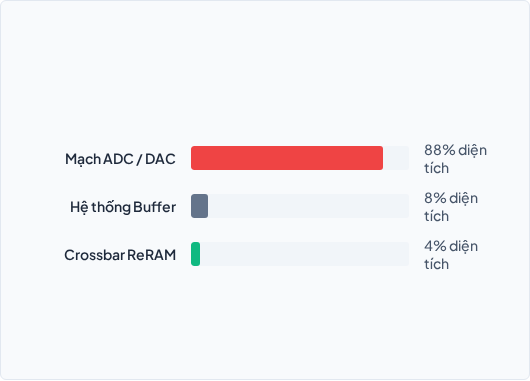 Mạch ADC / DAC
88% diện
tích
Hệ thống Buffer
8% diện
tích
Crossbar ReRAM
4% diện
tích